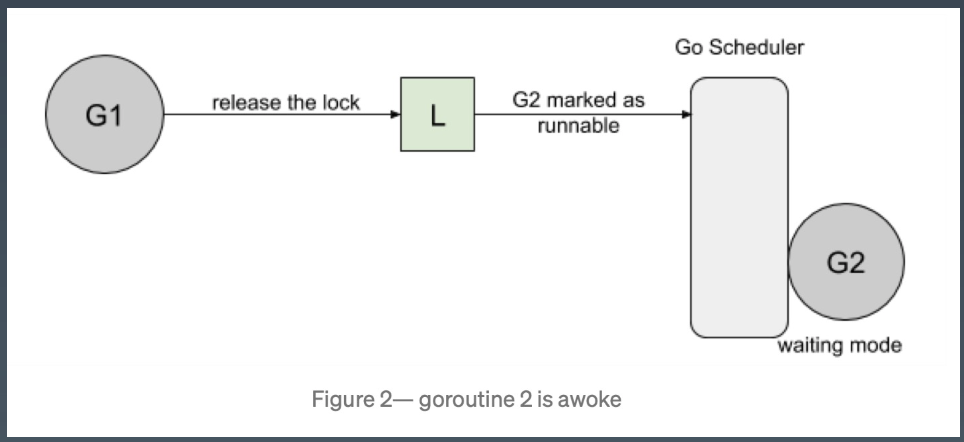 Go Scheduler
G1
release the lock
L
G2 marked as
runnable
G2
waiting mode
Figure 2— goroutine 2 is awoke